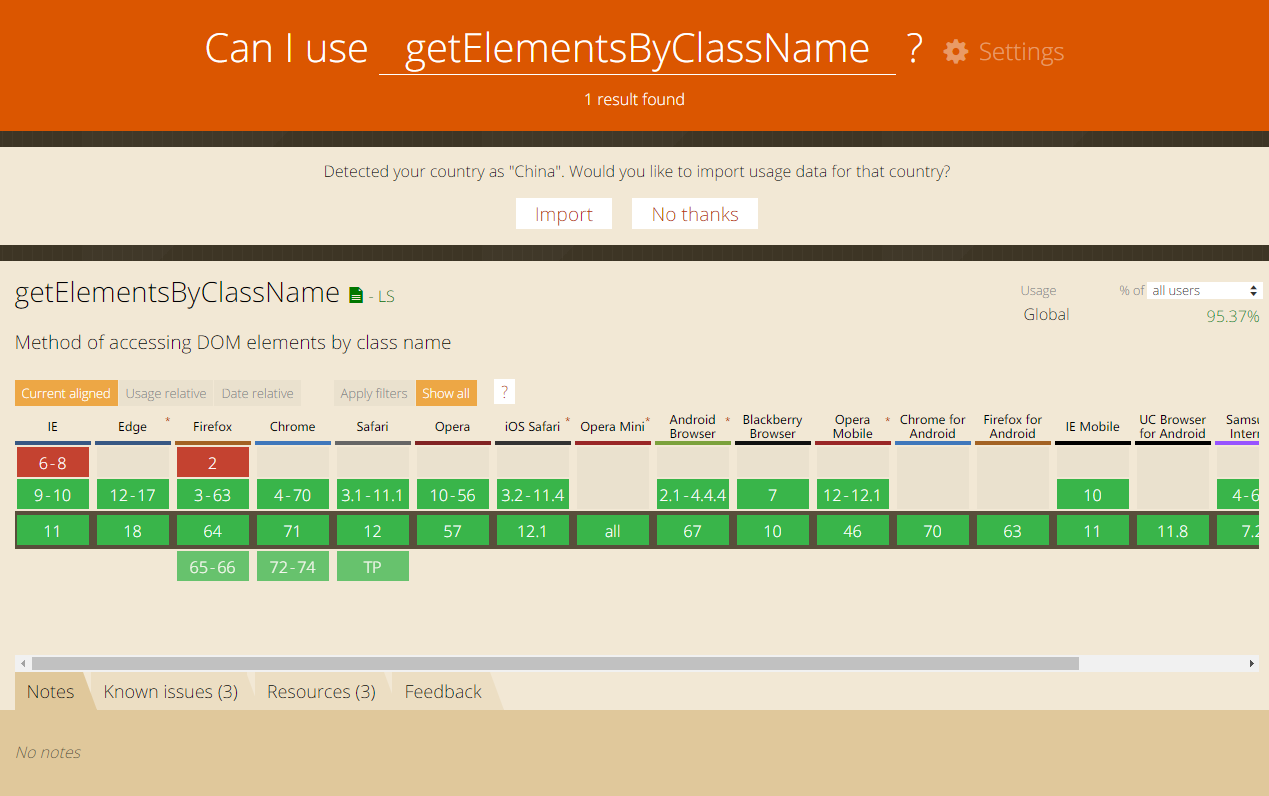 Can I use getElementsByClassName ? Settings
1 result found
Detected your country as "China". Would you like to import usage data for that country?
Import No thanks
getElementsByClassName - LS
Usage % of all users
Global 95.37%
Method of accessing DOM elements by class name
Current aligned Usage relative Date relative Apply filters Show all ?
IE Edge * Firefox Chrome Safari Opera iOS Safari * Opera Mini * Android Browser * Blackberry Browser Opera Mobile * Chrome for Android Firefox for Android IE Mobile UC Browser for Android Samsu Intern
6-8 2
9-10 12-17 3-63 4-70 3.1-11.1 10-56 3.2-11.4 2.1-4.4.4 7 12-12.1 10 4-6
11 18 64 71 12 57 12.1 all 67 10 46 70 63 11 11.8 7.2
65-66 72-74 TP
Notes Known issues (3) Resources (3) Feedback
No notes